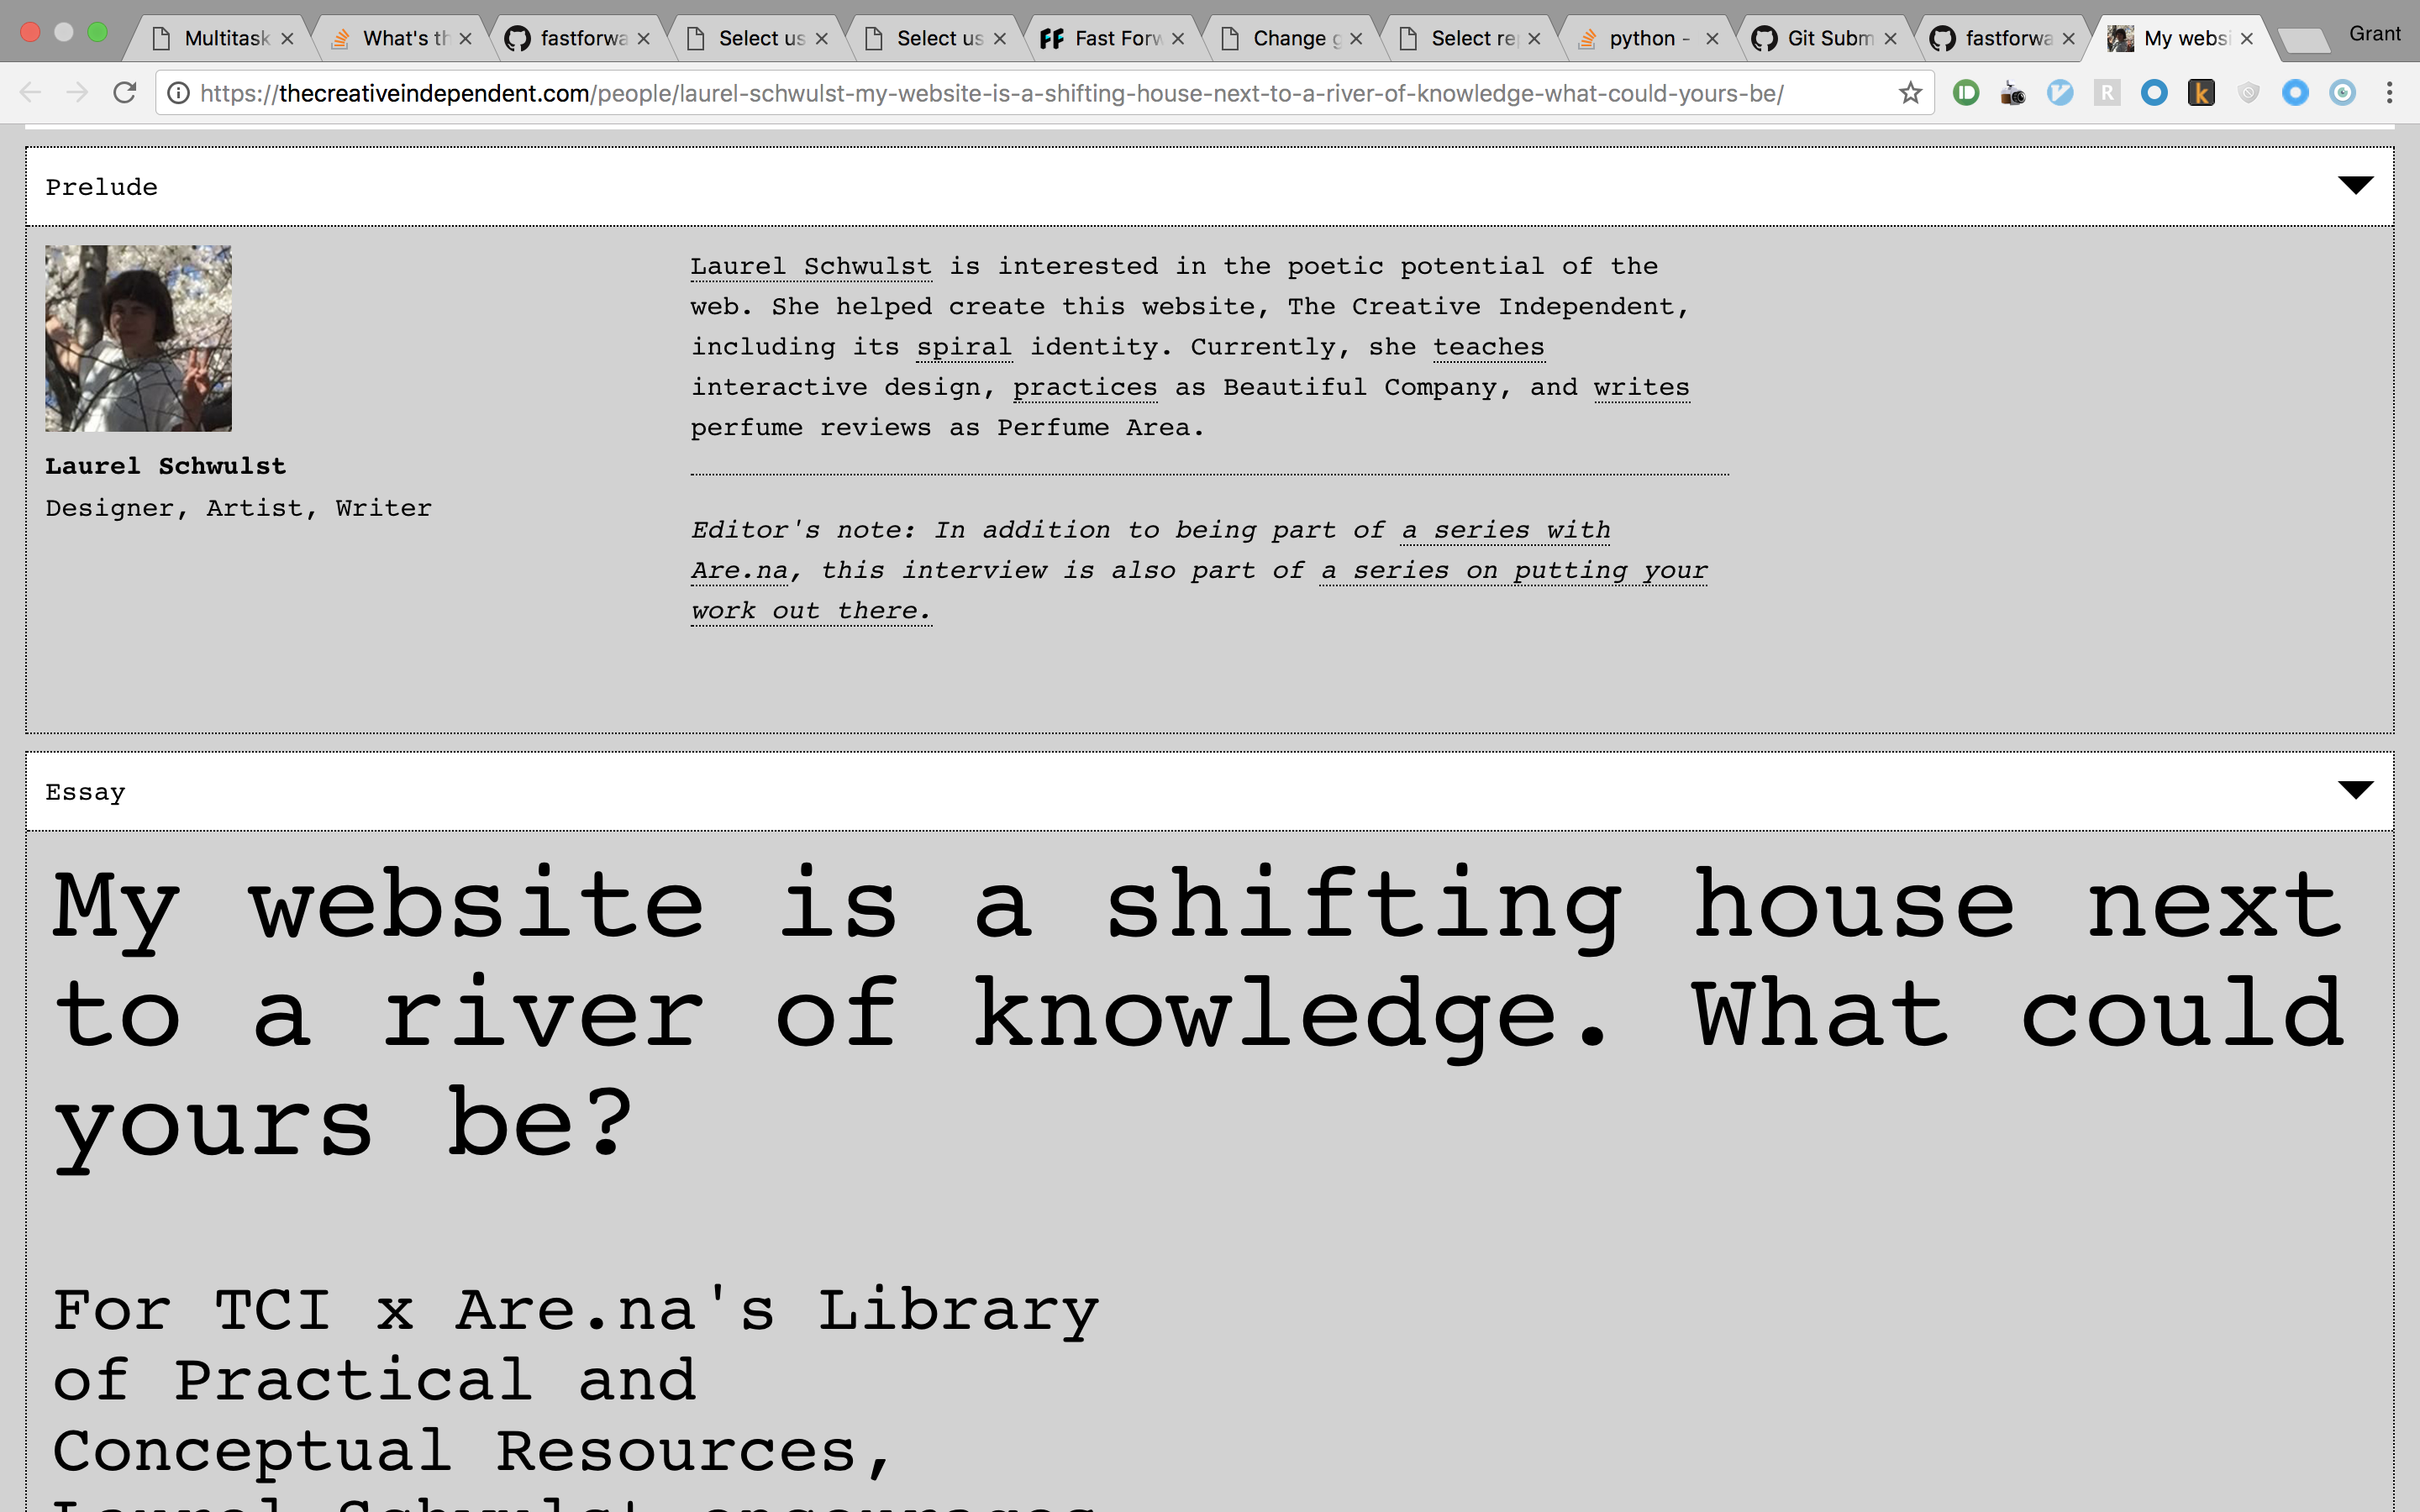 Multitask
What's th
fastforwa
Select us
Select us
Fast Forw
Change g
Select re
python -
Git Subm
fastforwa
My websi
Grant
https://thecreativeindependent.com/people/laurel-schwulst-my-website-is-a-shifting-house-next-to-a-river-of-knowledge-what-could-yours-be/
Prelude
Laurel Schwulst
Designer, Artist, Writer
Laurel Schwulst is interested in the poetic potential of the
web. She helped create this website, The Creative Independent,
including its spiral identity. Currently, she teaches
interactive design, practices as Beautiful Company, and writes
perfume reviews as Perfume Area.
Editor's note: In addition to being part of a series with
Are.na, this interview is also part of a series on putting your
work out there.
Essay
My website is a shifting house next
to a river of knowledge. What could
yours be?
For TCI x Are.na's Library
of Practical and
Conceptual Resources,
Laurel Schwulst encourages